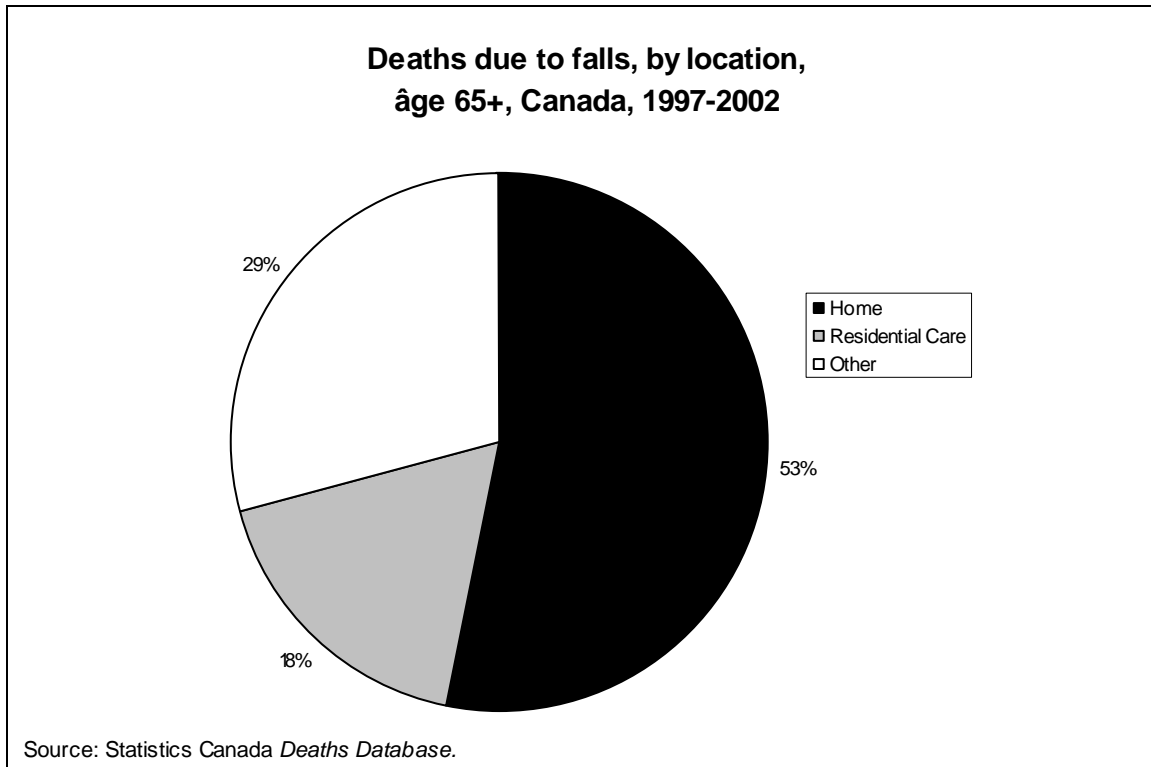 Deaths due to falls, by location,
âge 65+, Canada, 1997-2002
29%
Home
Residential Care
Other
53%
18%
Source: Statistics Canada Deaths Database.